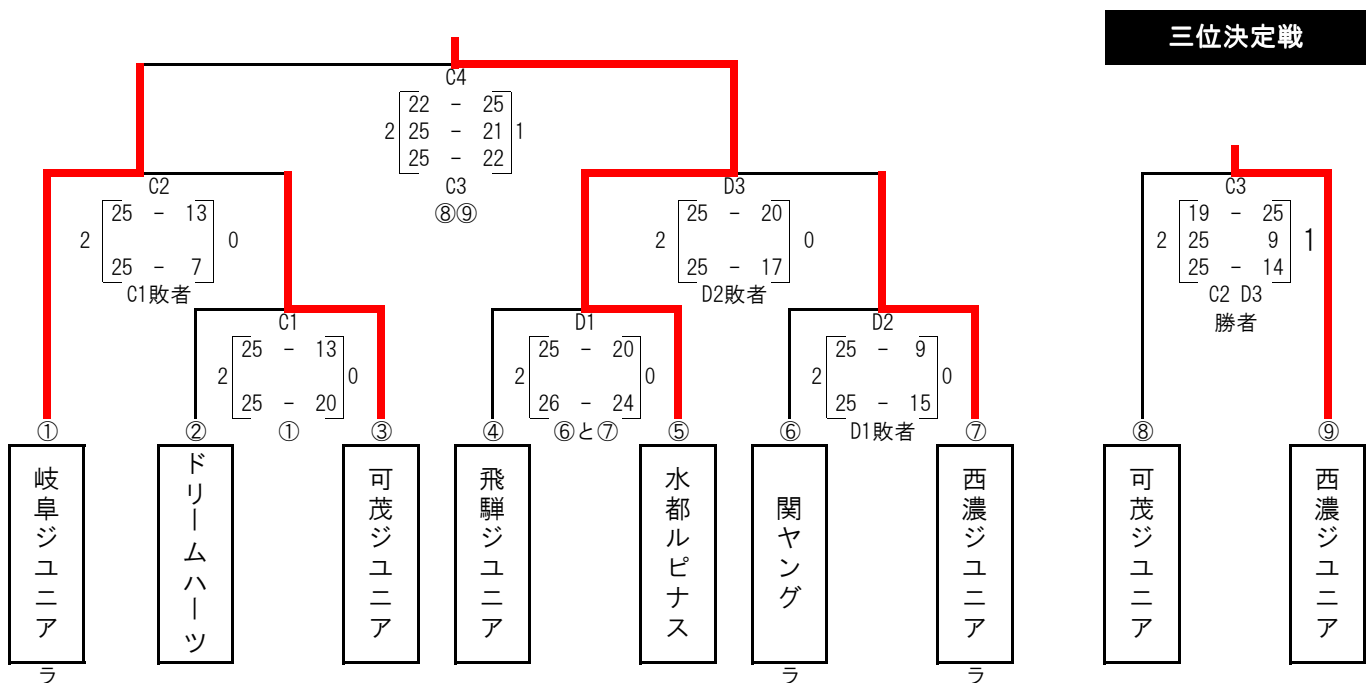 三位決定戦
C4
22 - 25
2 25 - 21 1
25 - 22
C3
⑧⑨
C2
25 - 13
2 0
25 - 7
C1敗者
D3
25 - 20
2 0
25 - 17
D2敗者
C3
19 - 25
2 25 9 1
25 - 14
C2 D3
勝者
C1
25 - 13
2 0
25 - 20
①
D1
25 - 20
2 0
26 - 24
⑥と⑦
D2
25 - 9
2 0
25 - 15
D1敗者
①
②
③
④
⑤
⑥
⑦
⑧
⑨
岐阜ジユニア
ドリームハーツ
可茂ジユニア
飛騨ジユニア
水都ルピナス
関ヤング
西濃ジユニア
可茂ジユニア
西濃ジユニア
ラ
ラ
ラ